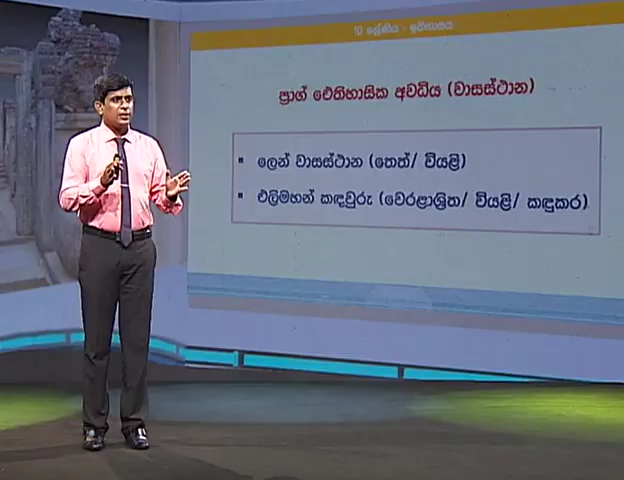 10 ශ්‍රේණිය - ඉතිහාසය
ප්‍රාග් ඓතිහාසික අවධිය (වාසස්ථාන)
▪ ලෙන් වාසස්ථාන (තෙත්/ වියළි)
▪ එළිමහන් කඳවුරු (වෙරළාශ්‍රිත/ වියළි/ කඳුකර)